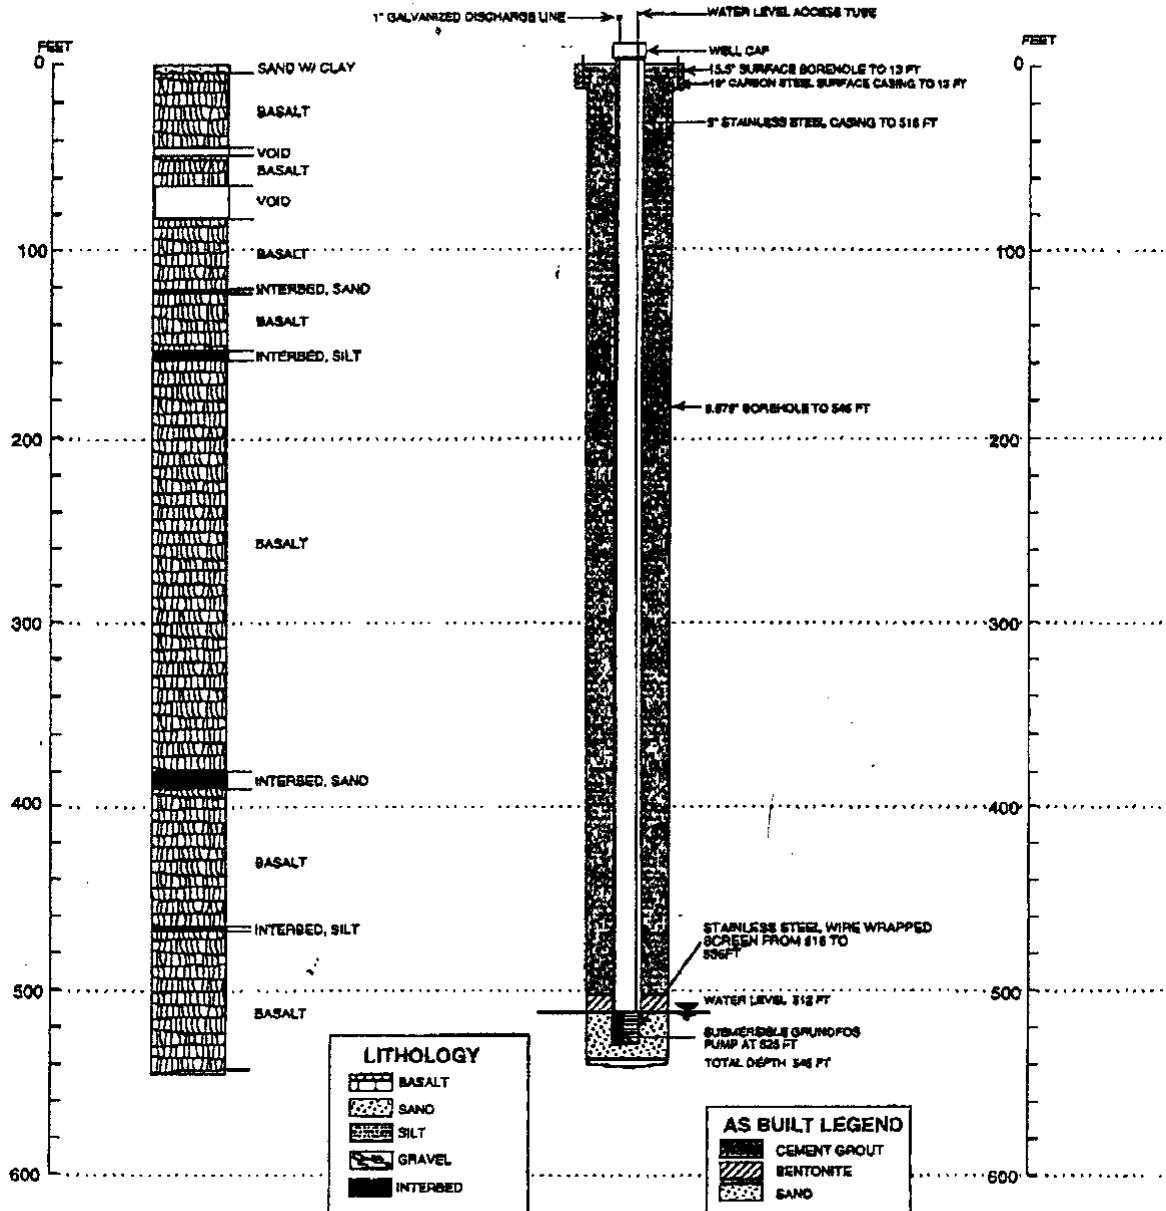 1" GALVANIZED DISCHARGE LINE
WATER LEVEL ACCESS TUBE
WELL CAP
FEET
FEET
0
0
SAND W/ CLAY
15.5" SURFACE BOREHOLE TO 13 FT
CARBON STEEL SURFACE CASING TO 13 FT
BASALT
STAINLESS STEEL CASING TO 516 FT
VOID
BASALT
VOID
100
100
BASALT
INTERBED, SAND
BASALT
INTERBED, SILT
BOREHOLE TO 546 FT
200
200
BASALT
300
300
INTERBED, SAND
400
400
BASALT
INTERBED, SILT
STAINLESS STEEL WIRE WRAPPED
SCREEN FROM 516 TO
500
500
WATER LEVEL 512 FT
BASALT
SUBMERSIBLE GRUNDFOS
PUMP AT 525 FT
TOTAL DEPTH 546 FT
LITHOLOGY
BASALT
SAND
SILT
GRAVEL
INTERBED
AS BUILT LEGEND
CEMENT GROUT
BENTONITE
SAND
600
600